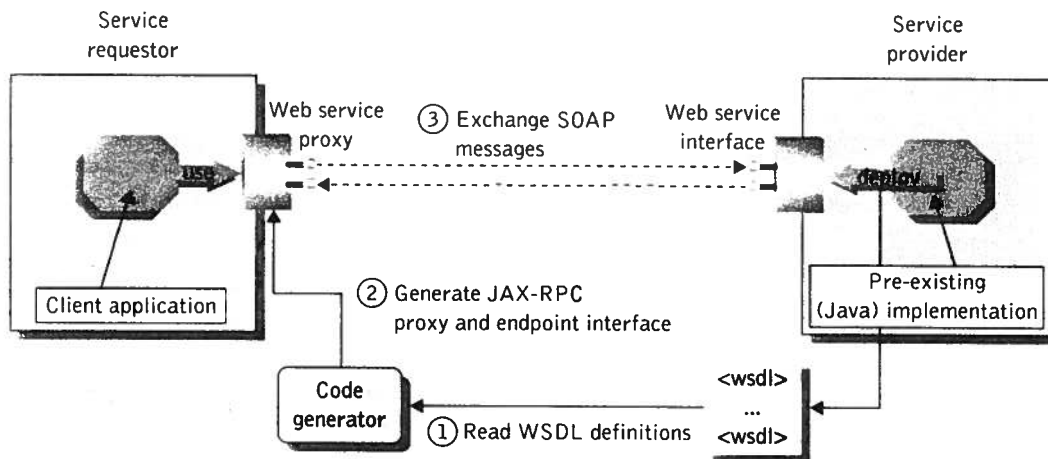 Service
requestor
Service
provider
Web service
proxy
③ Exchange SOAP
messages
Web service
interface
use
deploy
Client application
② Generate JAX-RPC
proxy and endpoint interface
Pre-existing
(Java) implementation
Code
generator
① Read WSDL definitions
<wsdl>
...
<wsdl>